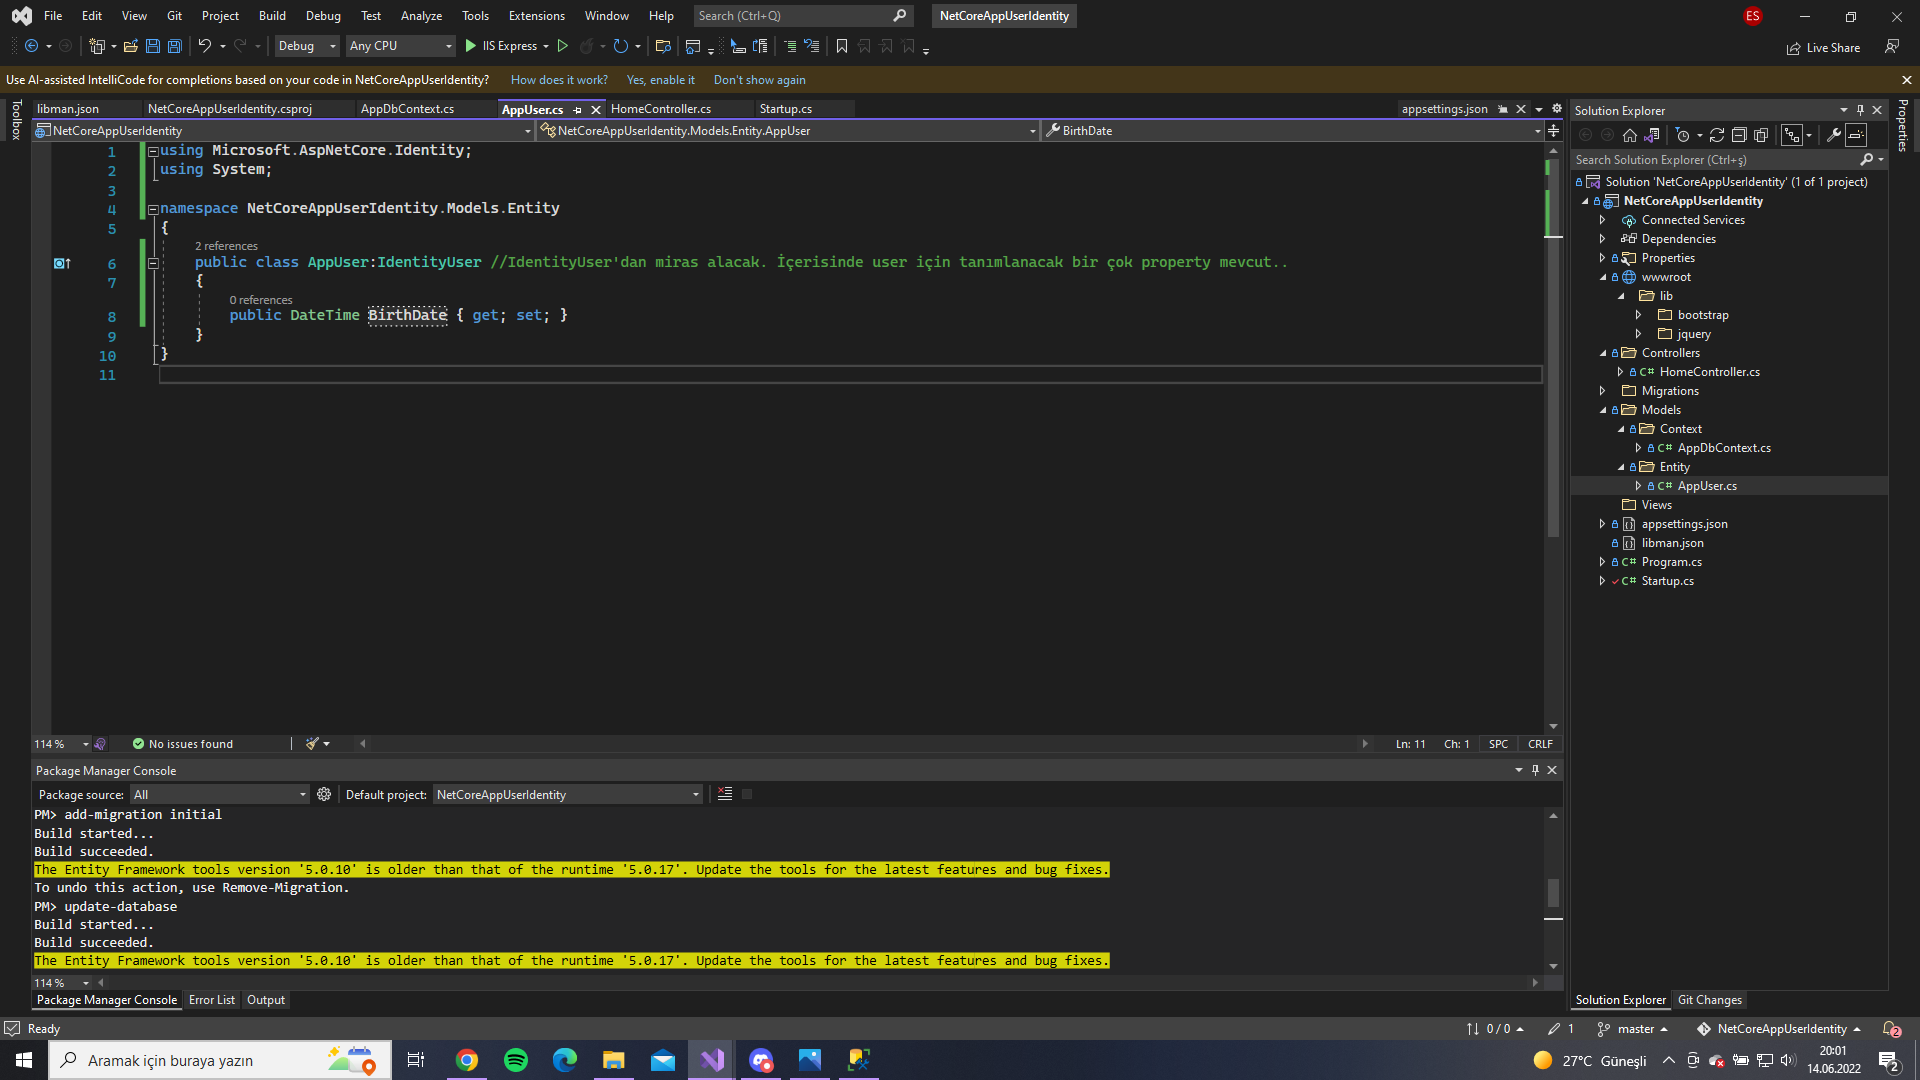 File Edit View Git Project Build Debug Test Analyze Tools Extensions Window Help Search (Ctrl+Q) NetCoreAppUserIdentity ES
Debug Any CPU IIS Express Live Share
Use AI-assisted IntelliCode for completions based on your code in NetCoreAppUserIdentity? How does it work? Yes, enable it Don't show again
Toolbox
libman.json NetCoreAppUserIdentity.csproj AppDbContext.cs AppUser.cs HomeController.cs Startup.cs appsettings.json
NetCoreAppUserIdentity NetCoreAppUserIdentity.Models.Entity.AppUser BirthDate
1 using Microsoft.AspNetCore.Identity;
2 using System;
3
4 namespace NetCoreAppUserIdentity.Models.Entity
5 {
2 references
6 public class AppUser:IdentityUser //IdentityUser'dan miras alacak. İçerisinde user için tanımlanacak bir çok property mevcut..
7 {
0 references
8 public DateTime BirthDate { get; set; }
9 }
10 }
11
114 % No issues found Ln: 11 Ch: 1 SPC CRLF
Package Manager Console
Package source: All Default project: NetCoreAppUserIdentity
PM> add-migration initial
Build started...
Build succeeded.
The Entity Framework tools version '5.0.10' is older than that of the runtime '5.0.17'. Update the tools for the latest features and bug fixes.
To undo this action, use Remove-Migration.
PM> update-database
Build started...
Build succeeded.
The Entity Framework tools version '5.0.10' is older than that of the runtime '5.0.17'. Update the tools for the latest features and bug fixes.
114 %
Package Manager Console Error List Output
Solution Explorer
Properties
Search Solution Explorer (Ctrl+ş)
Solution 'NetCoreAppUserIdentity' (1 of 1 project)
NetCoreAppUserIdentity
Connected Services
Dependencies
Properties
wwwroot
lib
bootstrap
jquery
Controllers
C# HomeController.cs
Migrations
Models
Context
C# AppDbContext.cs
Entity
C# AppUser.cs
Views
appsettings.json
libman.json
C# Program.cs
C# Startup.cs
Solution Explorer Git Changes
Ready 0 / 0 1 master NetCoreAppUserIdentity 2
Aramak için buraya yazın 27°C Güneşli 20:01
14.06.2022 2